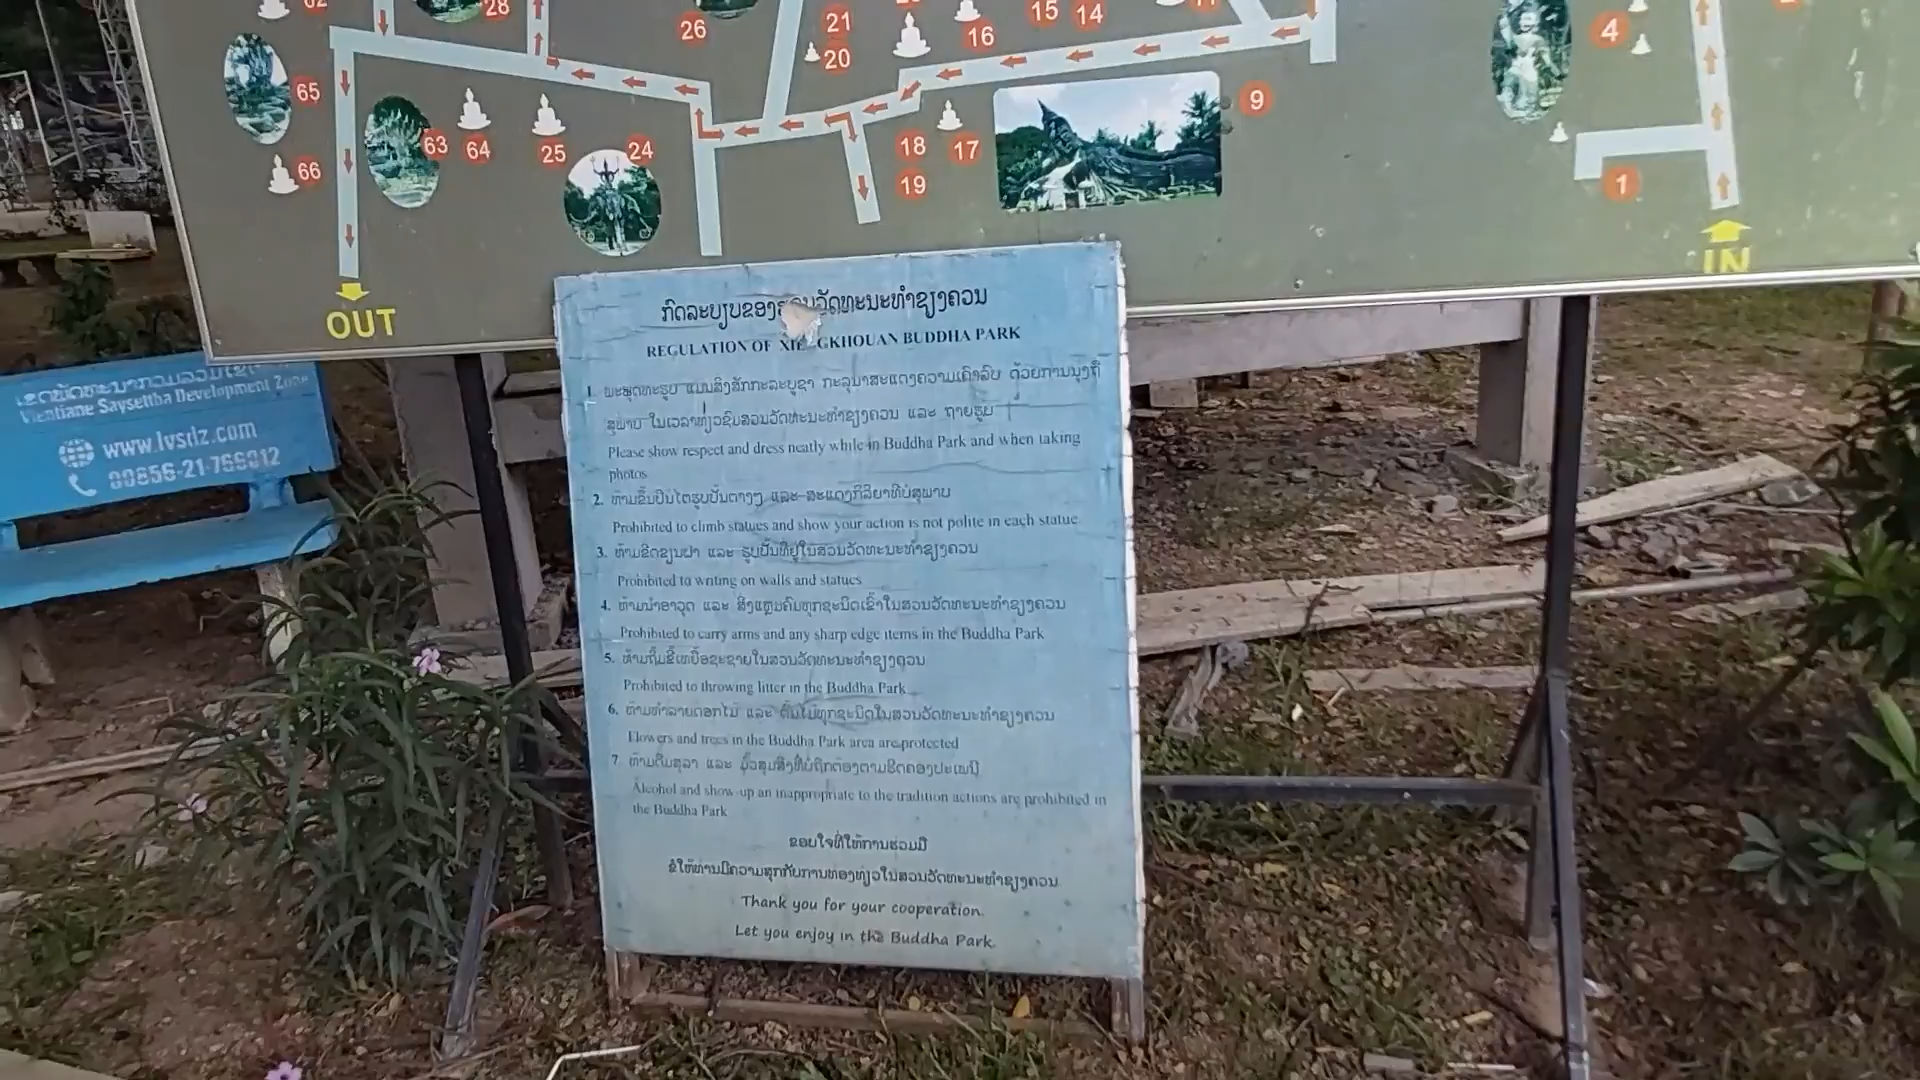 28
26
21
20
16
15
14
65
63
64
25
24
18
17
19
9
4
1
66
OUT
IN
Vientiane Saysettha Development Zone
www.lvsdz.com
00856-21-766012
ກົດລະບຽບຂອງ
ວັດທະນະທຳຊຽງຄວນ
REGULATION OF XIE GKHOUAN BUDDHA PARK
1. ພະພຸດທະຮູບ ແມ່ນສິ່ງສັກກະລະບູຊາ ກະລຸນາສະແດງຄວາມເຄົາລົບ ດ້ວຍການນຸ່ງຖື
ສຸພາບ ໃນເວລາທ່ຽວຊົມສວນວັດທະນະທຳຊຽງຄວນ ແລະ ຖ່າຍຮູບ
Please show respect and dress neatly while in Buddha Park and when taking
photos
2. ຫ້າມຂຶ້ນປີນໄຕ່ຮູບປັ້ນຕ່າງໆ ແລະ ສະແດງກິລິຍາທີ່ບໍ່ສຸພາບ
Prohibited to climb statues and show your action is not polite in each statue
3. ຫ້າມຂີດຂຽນຝາ ແລະ ຮູບປັ້ນທີ່ຢູ່ໃນສວນວັດທະນະທຳຊຽງຄວນ
Prohibited to writing on walls and statues
4. ຫ້າມນຳອາວຸດ ແລະ ສິ່ງແຫຼມຄົມທຸກຊະນິດເຂົ້າໃນສວນວັດທະນະທຳຊຽງຄວນ
Prohibited to carry arms and any sharp edge items in the Buddha Park
5. ຫ້າມຖິ້ມຂີ້ເຫຍື້ອຊະຊາຍໃນສວນວັດທະນະທຳຊຽງຄວນ
Prohibited to throwing litter in the Buddha Park
6. ຫ້າມທຳລາຍດອກໄມ້ ແລະ ຕົ້ນໄມ້ທຸກຊະນິດໃນສວນວັດທະນະທຳຊຽງຄວນ
Flowers and trees in the Buddha Park area are protected
7. ຫ້າມດື່ມສຸລາ ແລະ ມົ້ວສຸມສິ່ງທີ່ບໍ່ຖືກຕ້ອງຕາມຮີດຄອງປະເພນີ
Alcohol and show-up an inappropriate to the tradition actions are prohibited in
the Buddha Park
ຂອບໃຈທີ່ໃຫ້ການຮ່ວມມື
ຂໍໃຫ້ທ່ານມີຄວາມສຸກກັບການທ່ອງທ່ຽວໃນສວນວັດທະນະທຳຊຽງຄວນ
Thank you for your cooperation.
Let you enjoy in the Buddha Park.